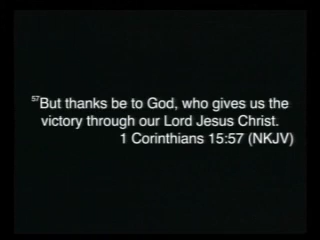 57But thanks be to God, who gives us the
victory through our Lord Jesus Christ.
1 Corinthians 15:57 (NKJV)